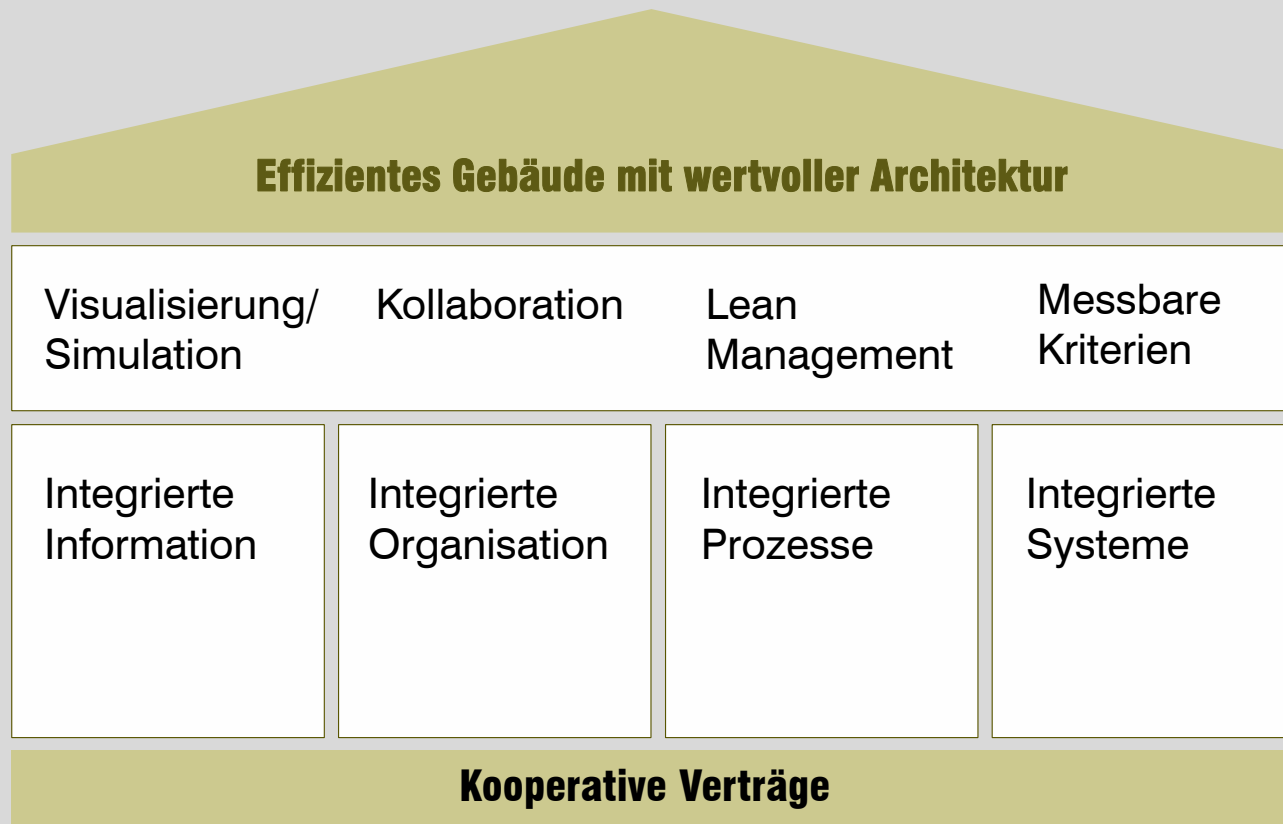 Effizientes Gebäude mit wertvoller Architektur
Visualisierung/
Simulation
Kollaboration
Lean
Management
Messbare
Kriterien
Integrierte
Information
Integrierte
Organisation
Integrierte
Prozesse
Integrierte
Systeme
Kooperative Verträge